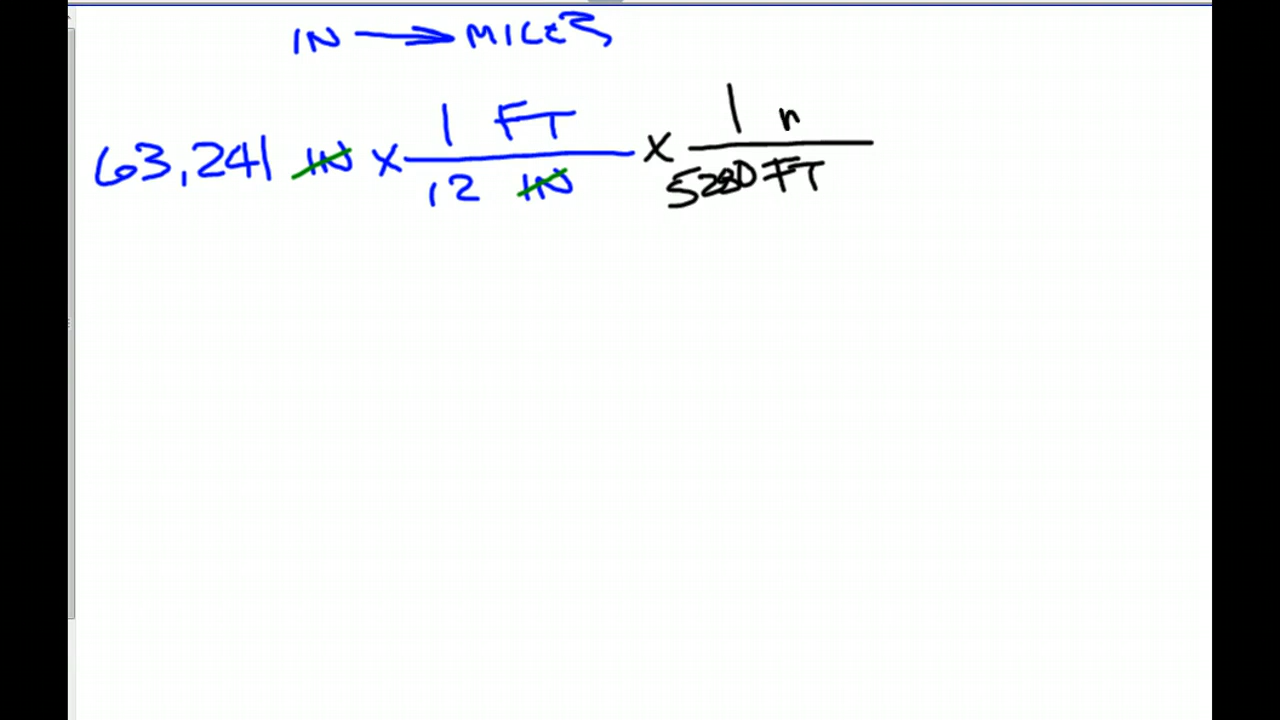 IN → MILES
63,241 IN x 1 FT / 12 IN x 1 m / 5280 FT